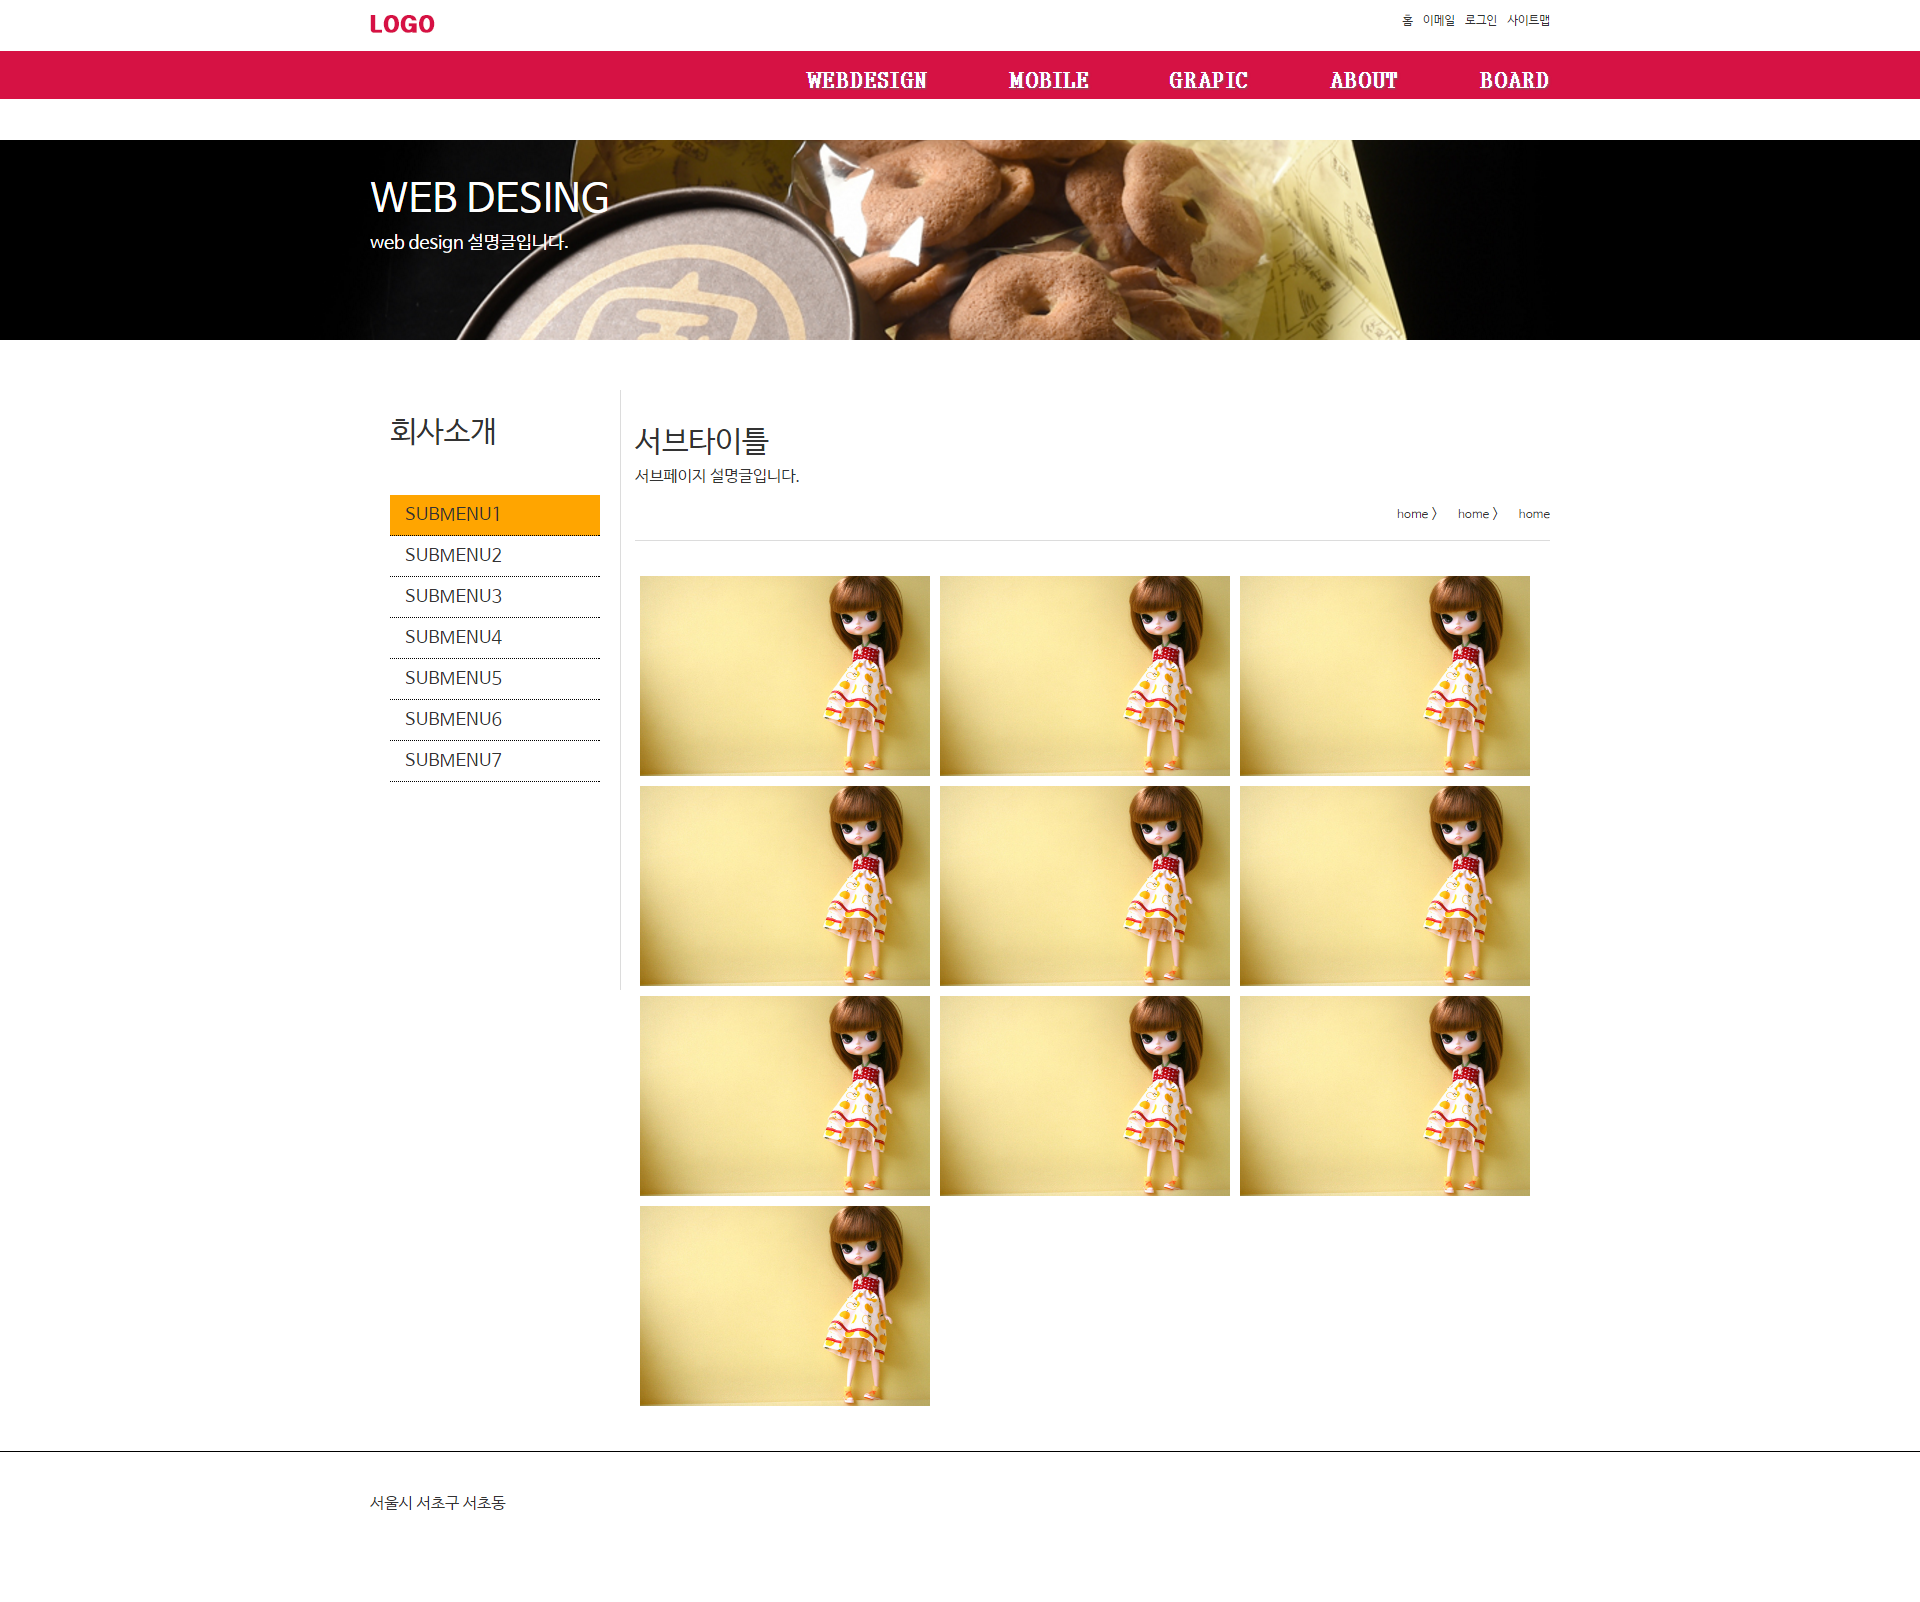 LOGO
홈 이메일 로그인 사이트맵
WEBDESIGN MOBILE GRAPIC ABOUT BOARD
WEB DESING
web design 설명글입니다.
회사소개
SUBMENU1
SUBMENU2
SUBMENU3
SUBMENU4
SUBMENU5
SUBMENU6
SUBMENU7
서브타이틀
서브페이지 설명글입니다.
home 〉 home 〉 home
서울시 서초구 서초동